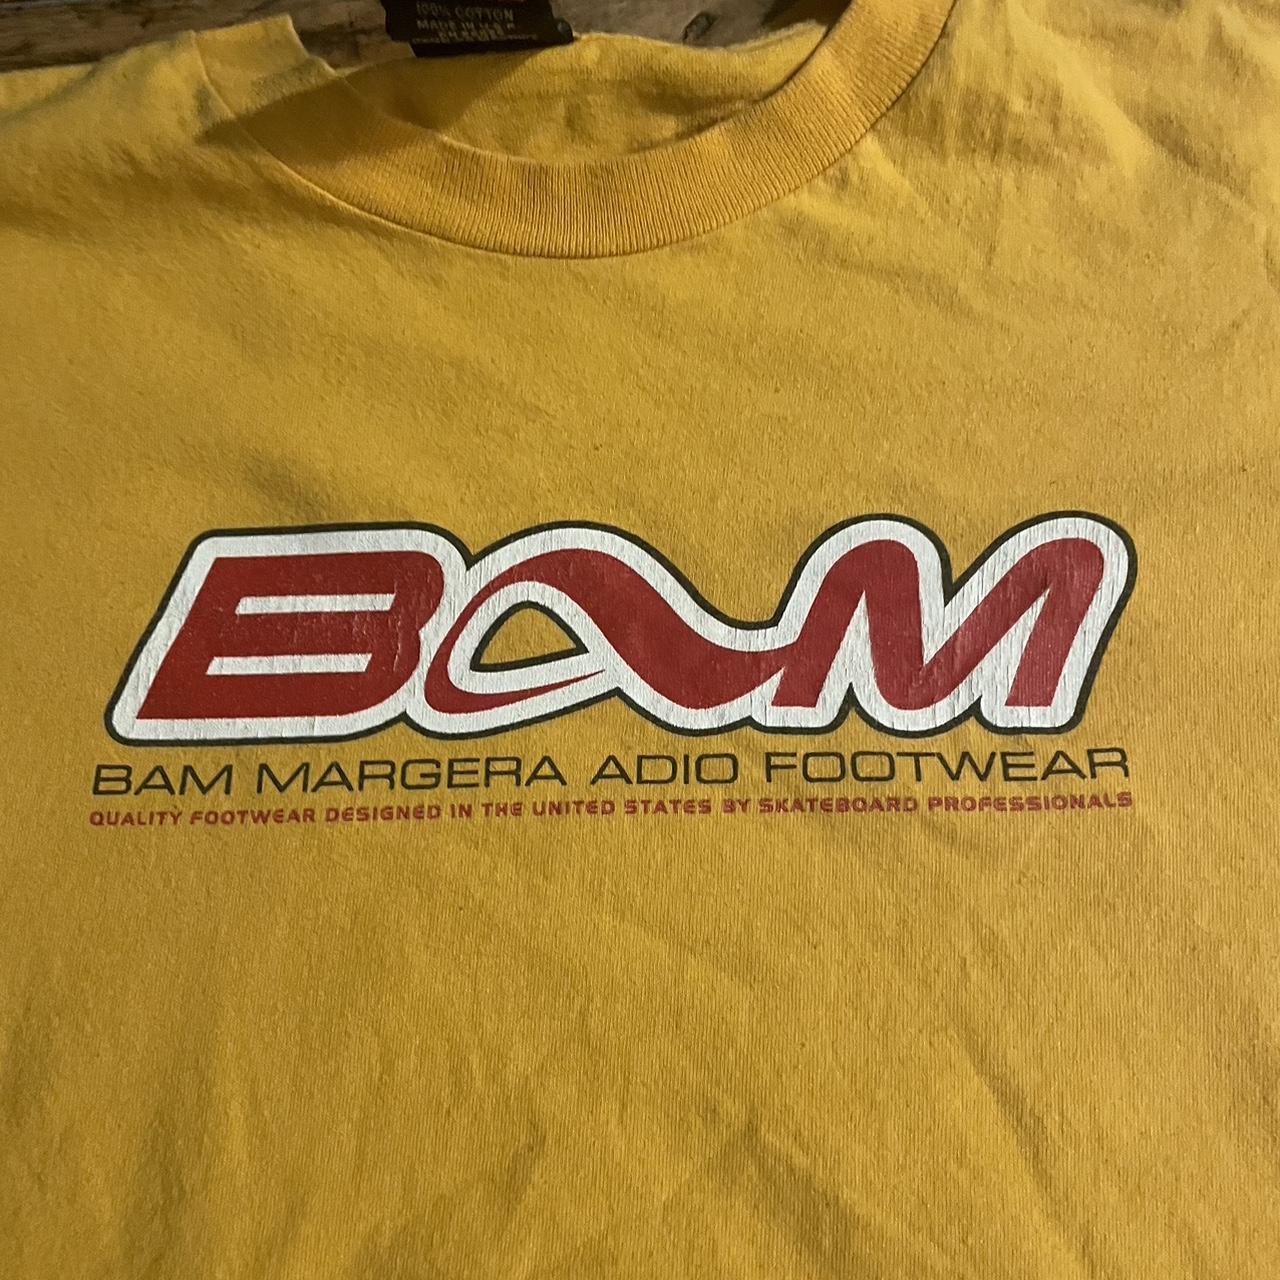 100% COTTON
MADE IN U.S.A
BAM
BAM MARGERA ADIO FOOTWEAR
QUALITY FOOTWEAR DESIGNED IN THE UNITED STATES BY SKATEBOARD PROFESSIONALS